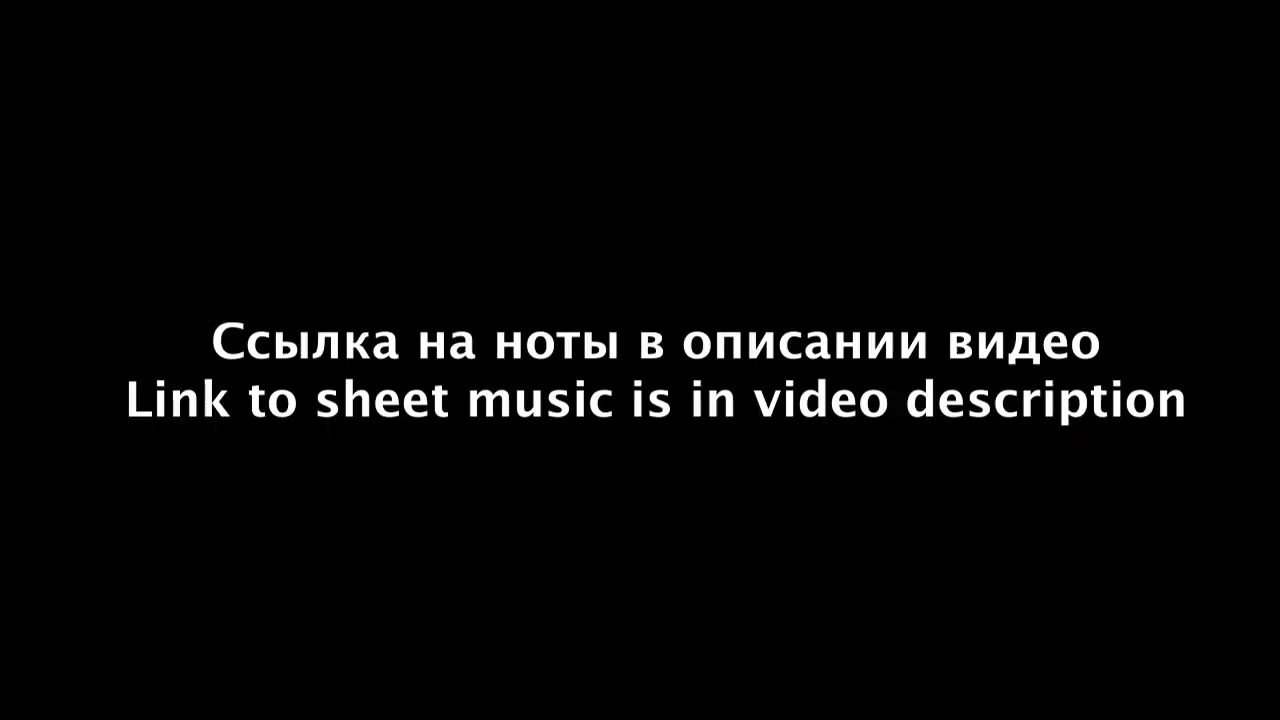 Ссылка на ноты в описании видео
Link to sheet music is in video description